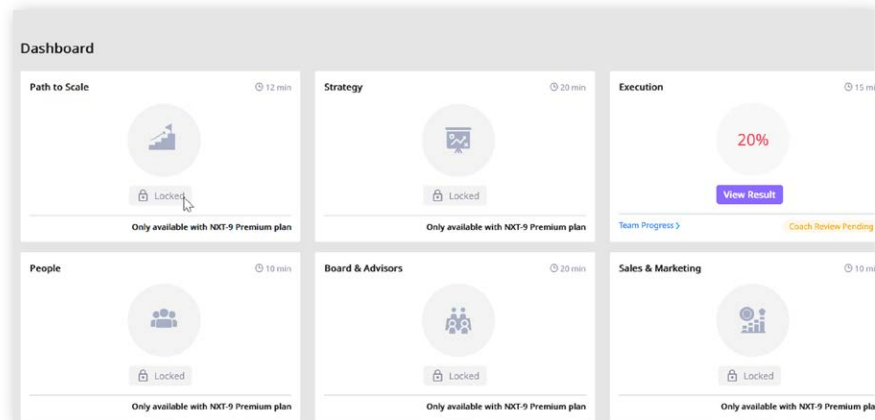 Dashboard
Path to Scale
12 min
Locked
Only available with NXT-9 Premium plan
Strategy
20 min
Locked
Only available with NXT-9 Premium plan
Execution
15 mi
20%
View Result
Team Progress >
Coach Review Pending
People
10 min
Locked
Only available with NXT-9 Premium plan
Board & Advisors
20 min
Locked
Only available with NXT-9 Premium plan
Sales & Marketing
10 mi
Locked
Only available with NXT-9 Premium pla